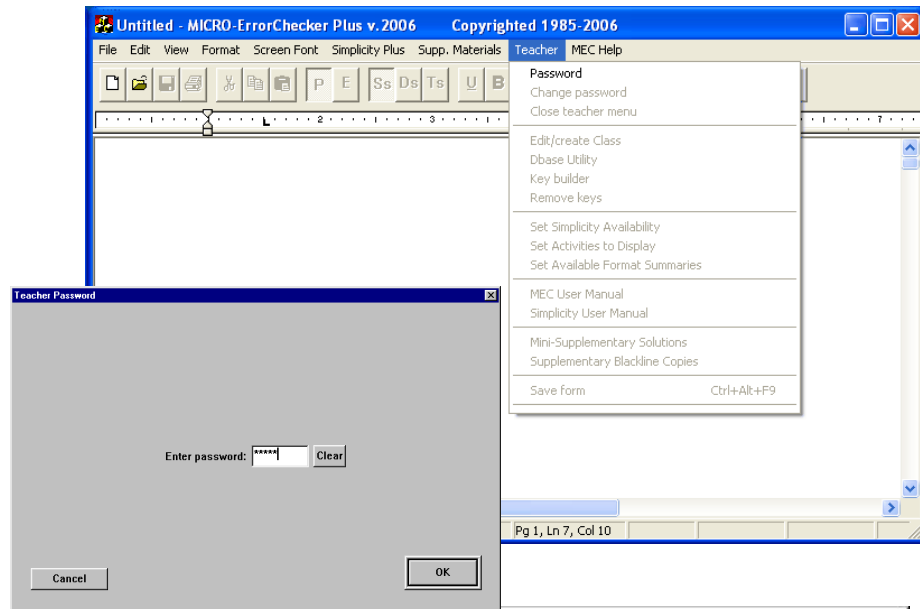 Untitled - MICRO-ErrorChecker Plus v.2006 Copyrighted 1985-2006
File Edit View Format Screen Font Simplicity Plus Supp. Materials Teacher MEC Help
P E Ss Ds Ts U B
2 3 7
Password
Change password
Close teacher menu
Edit/create Class
Dbase Utility
Key builder
Remove keys
Set Simplicity Availability
Set Activities to Display
Set Available Format Summaries
MEC User Manual
Simplicity User Manual
Mini-Supplementary Solutions
Supplementary Blackline Copies
Save form Ctrl+Alt+F9
Pg 1, Ln 7, Col 10
Teacher Password
Enter password: ***** Clear
Cancel OK